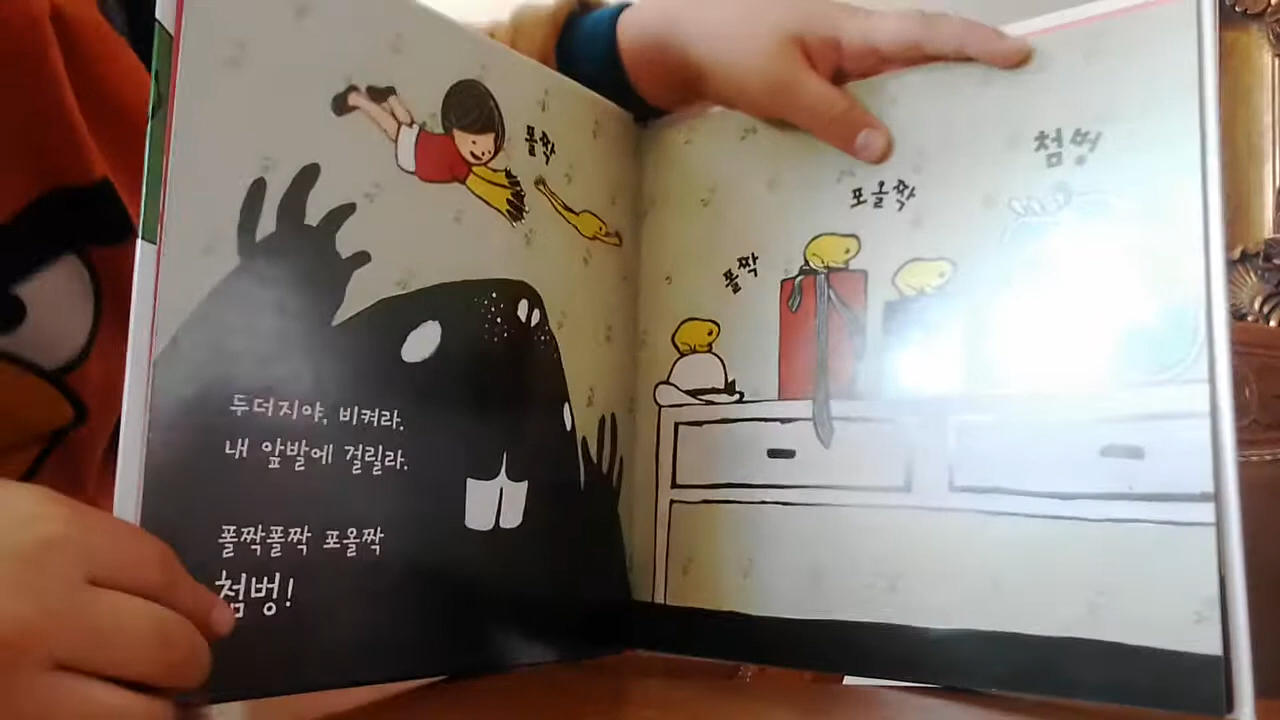 폴짝
두더지야, 비켜라.
내 앞발에 걸릴라.
폴짝폴짝 포올짝
첨벙!
폴짝
포올짝
첨벙